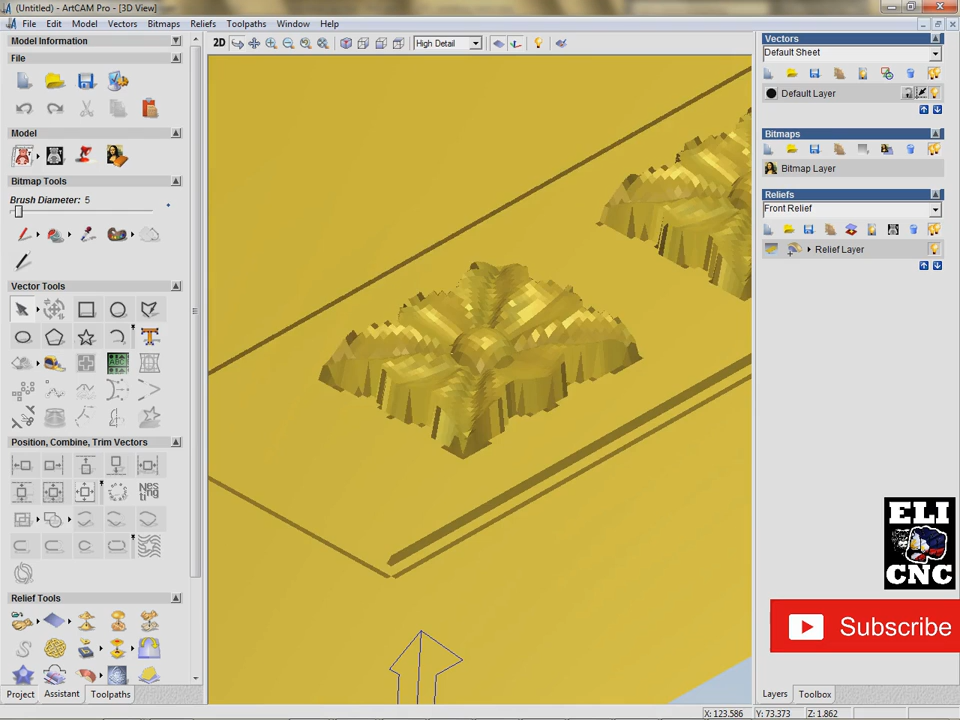 (Untitled) - ArtCAM Pro - [3D View]
File Edit Model Vectors Bitmaps Reliefs Toolpaths Window Help
Model Information
File
Model
Bitmap Tools
Brush Diameter: 5
Vector Tools
Position, Combine, Trim Vectors
Relief Tools
Project Assistant Toolpaths
2D High Detail
Vectors
Default Sheet
Default Layer
Bitmaps
Bitmap Layer
Reliefs
Front Relief
Relief Layer
ELI
CNC
Subscribe
Layers Toolbox
X: 123.586 Y: 73.373 Z: 1.862